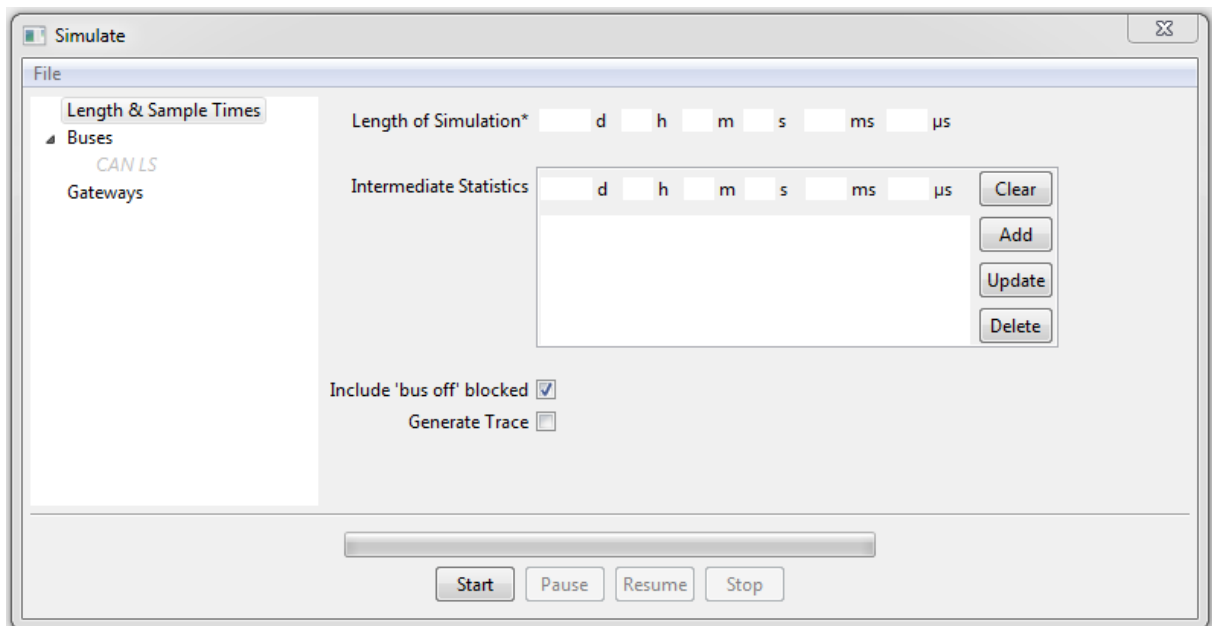 Simulate
File
Length & Sample Times
Buses
CAN LS
Gateways
Length of Simulation* d h m s ms µs
Intermediate Statistics d h m s ms µs Clear
Add
Update
Delete
Include 'bus off' blocked
Generate Trace
Start Pause Resume Stop